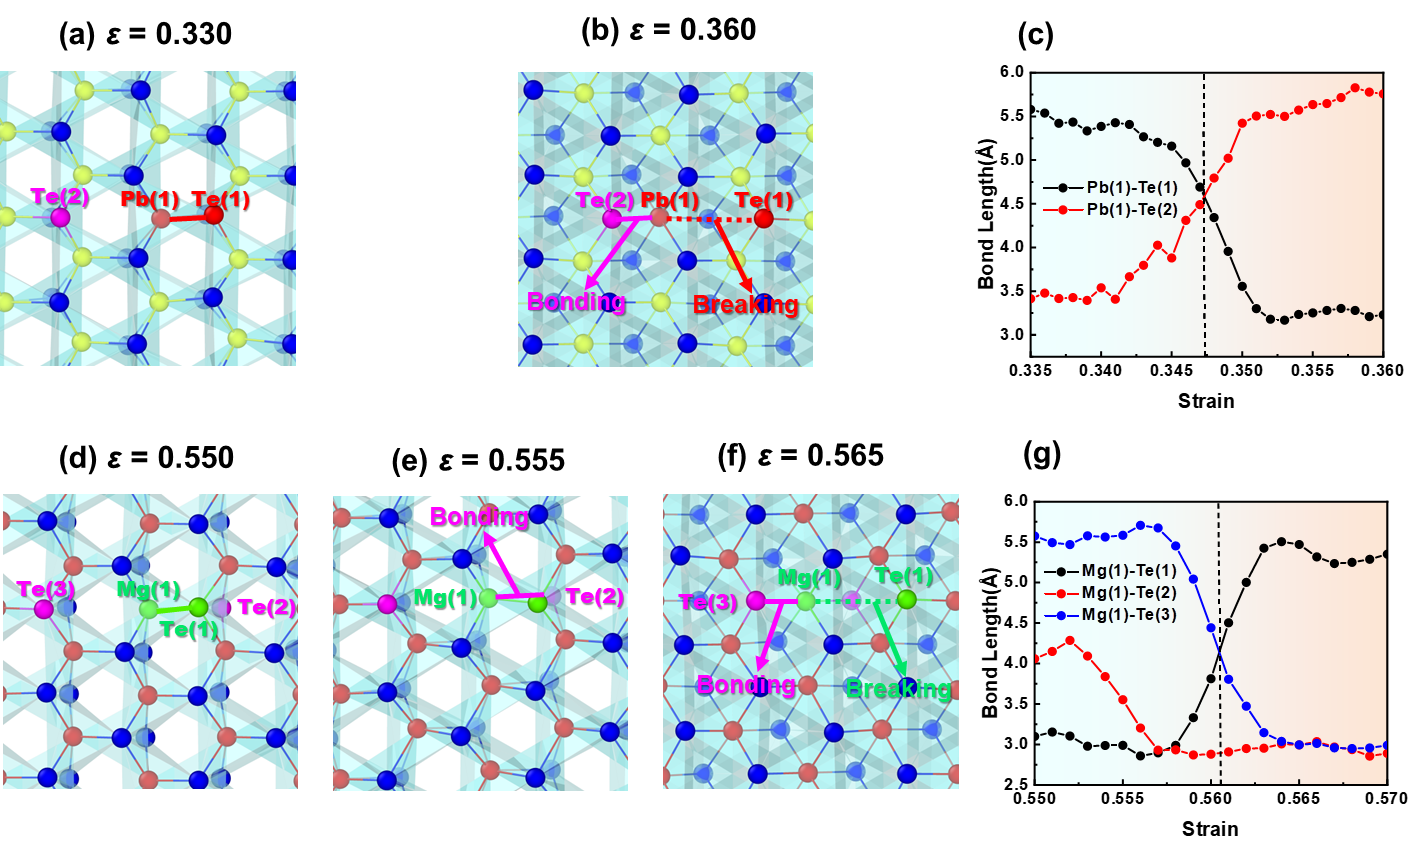 (a) ε = 0.330
(b) ε = 0.360
(c)
Te(2)
Pb(1)
Te(1)
Te(2)
Pb(1)
Te(1)
Bonding
Breaking
6.0
5.5
5.0
4.5
4.0
3.5
3.0
Bond Length(Å)
Pb(1)-Te(1)
Pb(1)-Te(2)
0.335
0.340
0.345
0.350
0.355
0.360
Strain
(d) ε = 0.550
(e) ε = 0.555
(f) ε = 0.565
(g)
Te(3)
Mg(1)
Te(2)
Te(1)
Bonding
Mg(1)
Te(2)
Te(3)
Mg(1)
Te(1)
Bonding
Breaking
6.0
5.5
5.0
4.5
4.0
3.5
3.0
2.5
Bond Length(Å)
Mg(1)-Te(1)
Mg(1)-Te(2)
Mg(1)-Te(3)
0.550
0.555
0.560
0.565
0.570
Strain